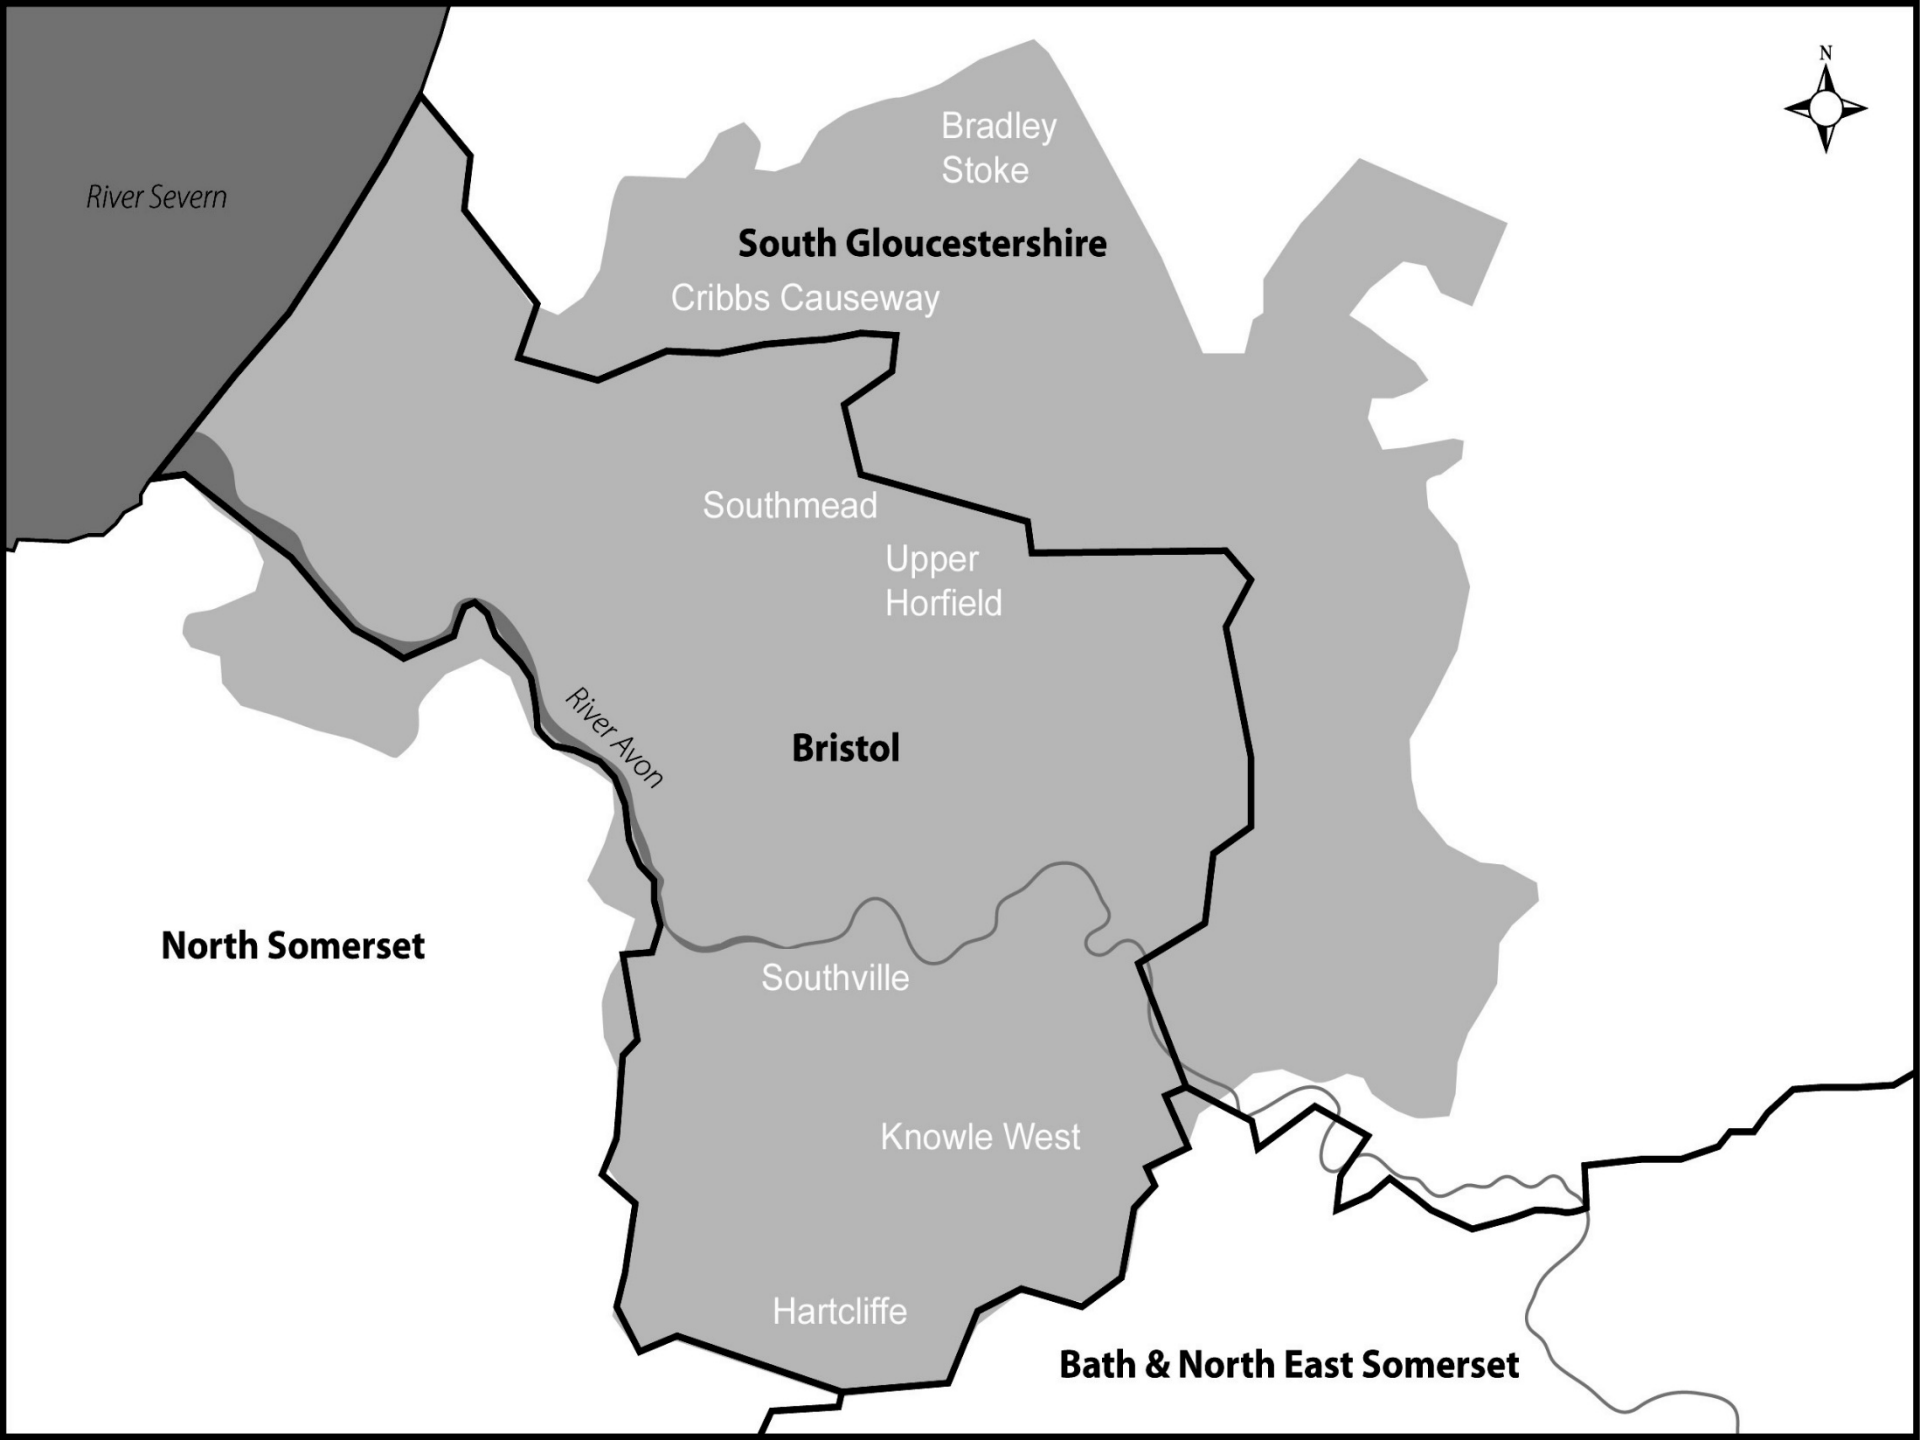 N
Bradley
Stoke
River Severn
South Gloucestershire
Cribbs Causeway
Southmead
Upper
Horfield
River Avon
Bristol
North Somerset
Southville
Knowle West
Hartcliffe
Bath & North East Somerset